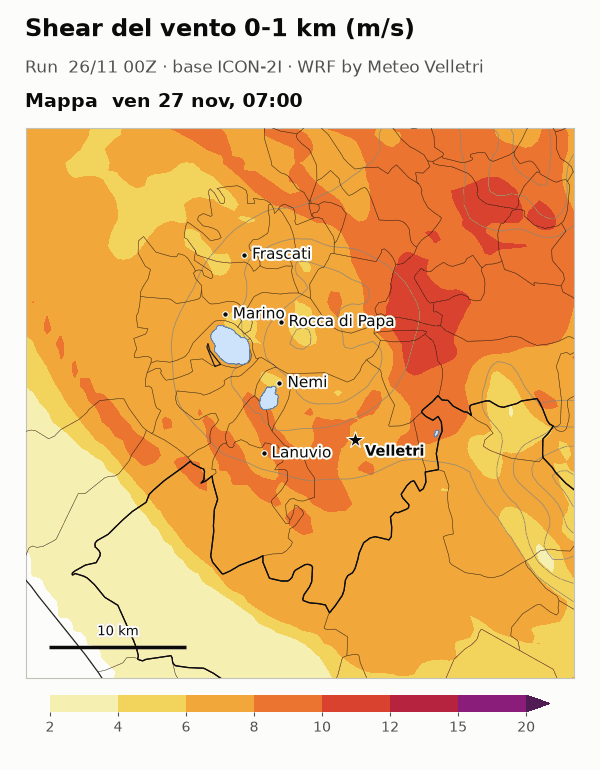 Shear del vento 0-1 km (m/s)
Run  26/11 00Z · base ICON-2I · WRF by Meteo Velletri
Mappa  ven 27 nov, 07:00
Frascati
Marino
Rocca di Papa
Nemi
Velletri
Lanuvio
10 km
2 4 6 8 10 12 15 20